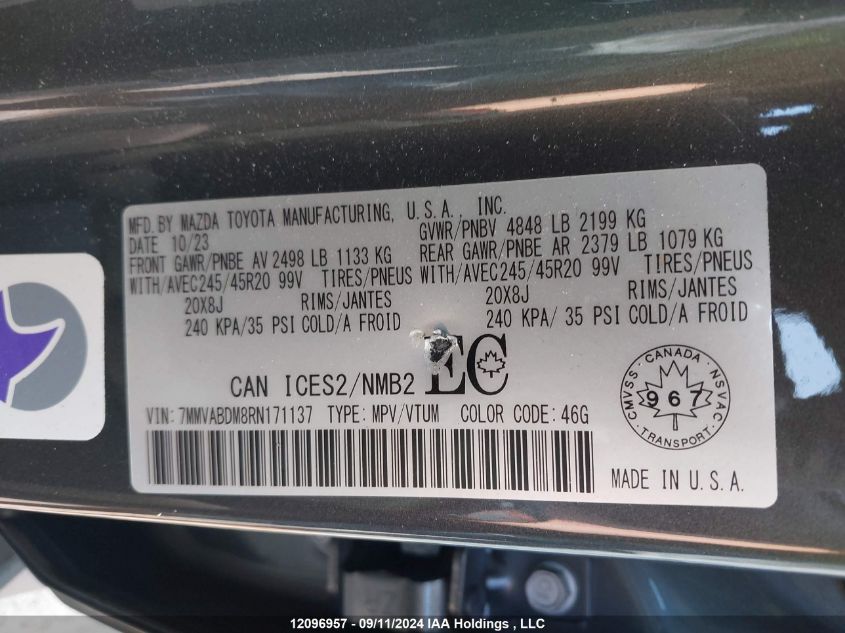 MFD. BY MAZDA TOYOTA MANUFACTURING, U.S.A., INC.
DATE 10/23 GVWR/PNBV 4848 LB 2199 KG
FRONT GAWR/PNBE AV 2498 LB 1133 KG REAR GAWR/PNBE AR 2379 LB 1079 KG
WITH/AVEC245/45R20 99V TIRES/PNEUS WITH/AVEC245/45R20 99V TIRES/PNEUS
20X8J RIMS/JANTES 20X8J RIMS/JANTES
240 KPA/35 PSI COLD/A FROID 240 KPA/ 35 PSI COLD/A FROID
CAN ICES2/NMB2 EC
CANADA
CMVSS 967 NSVAC
TRANSPORT
VIN: 7MMVABDM8RN171137 TYPE: MPV/VTUM COLOR CODE: 46G
MADE IN U.S.A.
12096957 - 09/11/2024 IAA Holdings , LLC